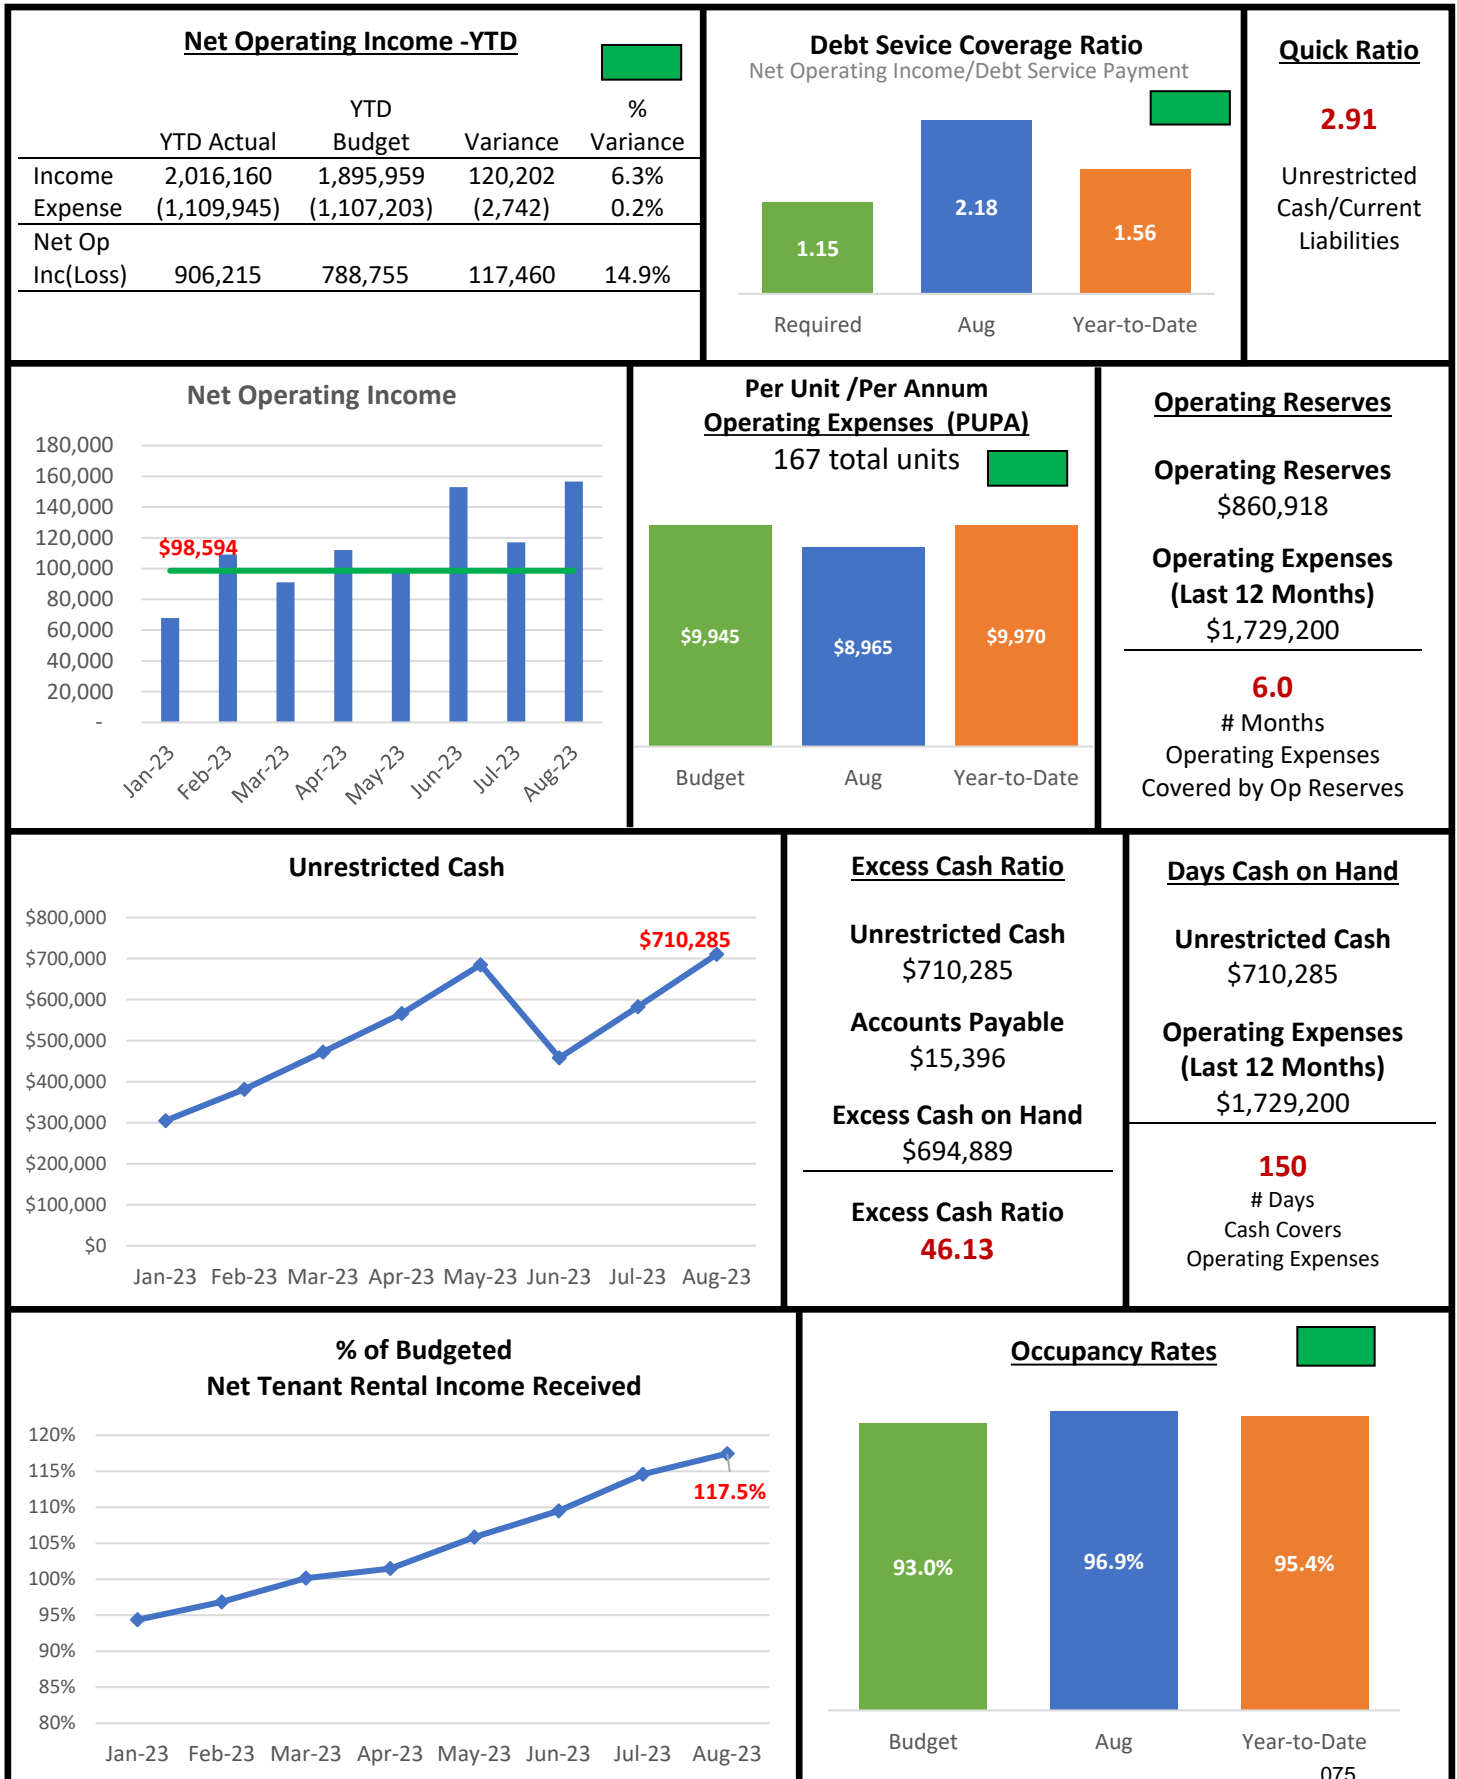 Net Operating Income -YTD
YTD %
YTD Actual Budget Variance Variance
Income 2,016,160 1,895,959 120,202 6.3%
Expense (1,109,945) (1,107,203) (2,742) 0.2%
Net Op
Inc(Loss) 906,215 788,755 117,460 14.9%
Debt Sevice Coverage Ratio
Net Operating Income/Debt Service Payment
1.15
2.18
1.56
Required Aug Year-to-Date
Quick Ratio
2.91
Unrestricted
Cash/Current
Liabilities
Net Operating Income
180,000
160,000
140,000
120,000
100,000
80,000
60,000
40,000
20,000
-
$98,594
Jan-23 Feb-23 Mar-23 Apr-23 May-23 Jun-23 Jul-23 Aug-23
Per Unit /Per Annum
Operating Expenses (PUPA)
167 total units
$9,945
$8,965
$9,970
Budget Aug Year-to-Date
Operating Reserves
Operating Reserves
$860,918
Operating Expenses
(Last 12 Months)
$1,729,200
6.0
# Months
Operating Expenses
Covered by Op Reserves
Unrestricted Cash
$800,000
$700,000
$600,000
$500,000
$400,000
$300,000
$200,000
$100,000
$0
$710,285
Jan-23 Feb-23 Mar-23 Apr-23 May-23 Jun-23 Jul-23 Aug-23
Excess Cash Ratio
Unrestricted Cash
$710,285
Accounts Payable
$15,396
Excess Cash on Hand
$694,889
Excess Cash Ratio
46.13
Days Cash on Hand
Unrestricted Cash
$710,285
Operating Expenses
(Last 12 Months)
$1,729,200
150
# Days
Cash Covers
Operating Expenses
% of Budgeted
Net Tenant Rental Income Received
120%
115%
110%
105%
100%
95%
90%
85%
80%
117.5%
Jan-23 Feb-23 Mar-23 Apr-23 May-23 Jun-23 Jul-23 Aug-23
Occupancy Rates
93.0%
96.9%
95.4%
Budget Aug Year-to-Date
075